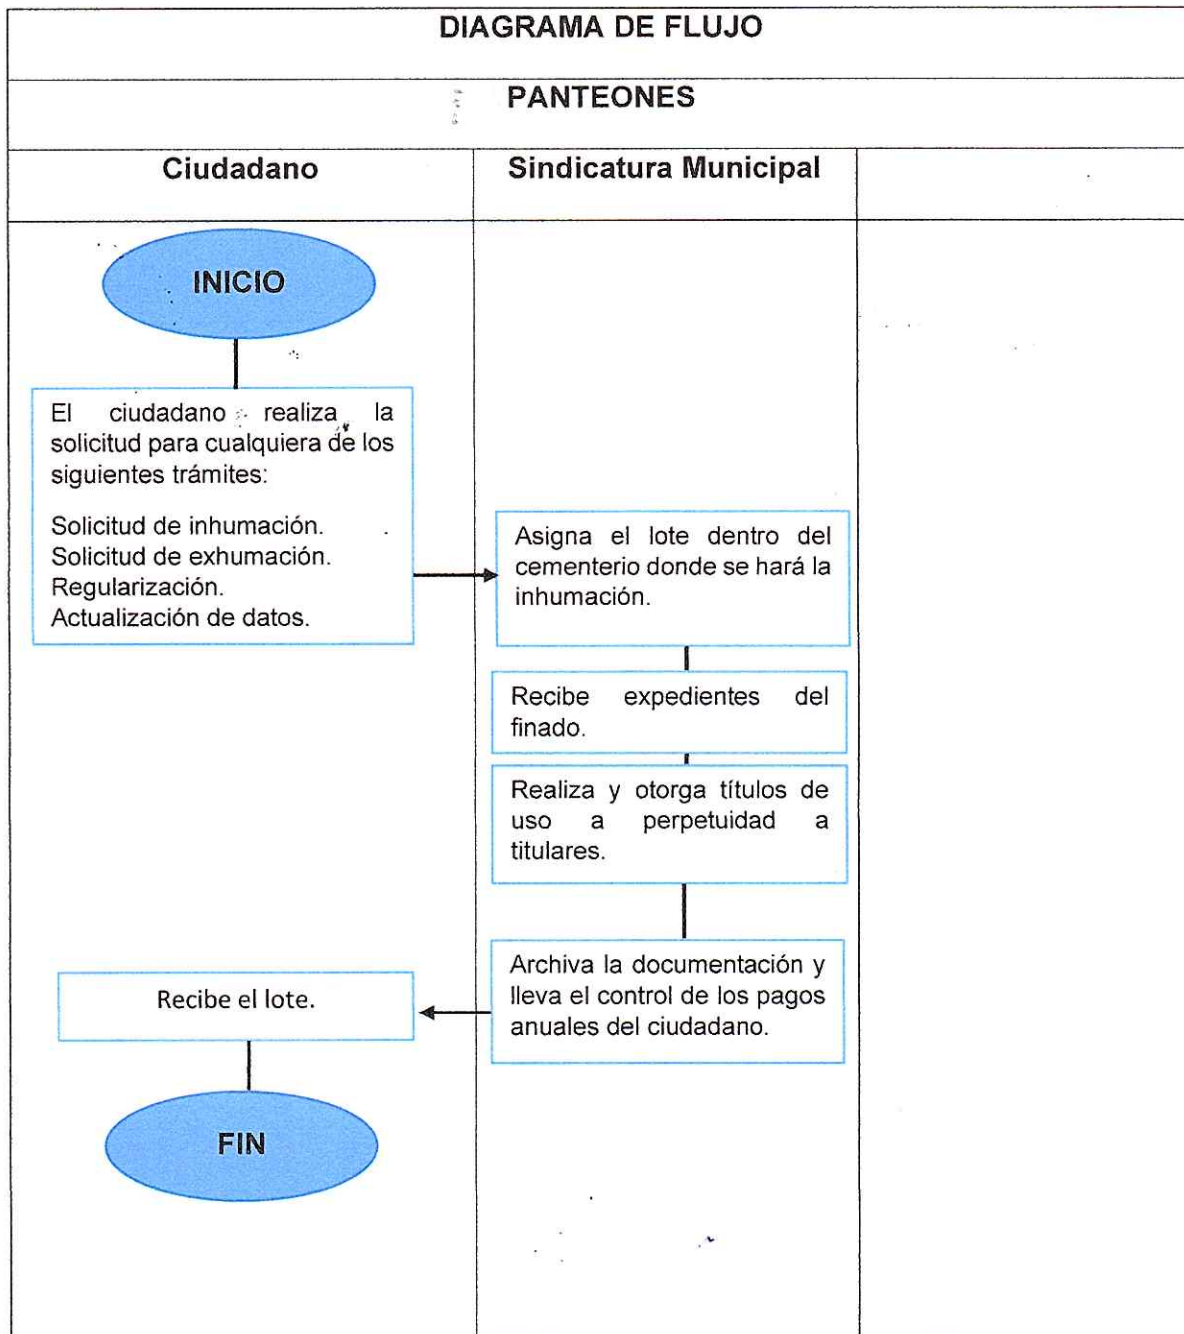 DIAGRAMA DE FLUJO
PANTEONES
Ciudadano
Sindicatura Municipal
INICIO
El ciudadano realiza la
solicitud para cualquiera de los
siguientes trámites:
Solicitud de inhumación.
Solicitud de exhumación.
Regularización.
Actualización de datos.
Asigna el lote dentro del
cementerio donde se hará la
inhumación.
Recibe expedientes del
finado.
Realiza y otorga títulos de
uso a perpetuidad a
titulares.
Archiva la documentación y
lleva el control de los pagos
anuales del ciudadano.
Recibe el lote.
FIN